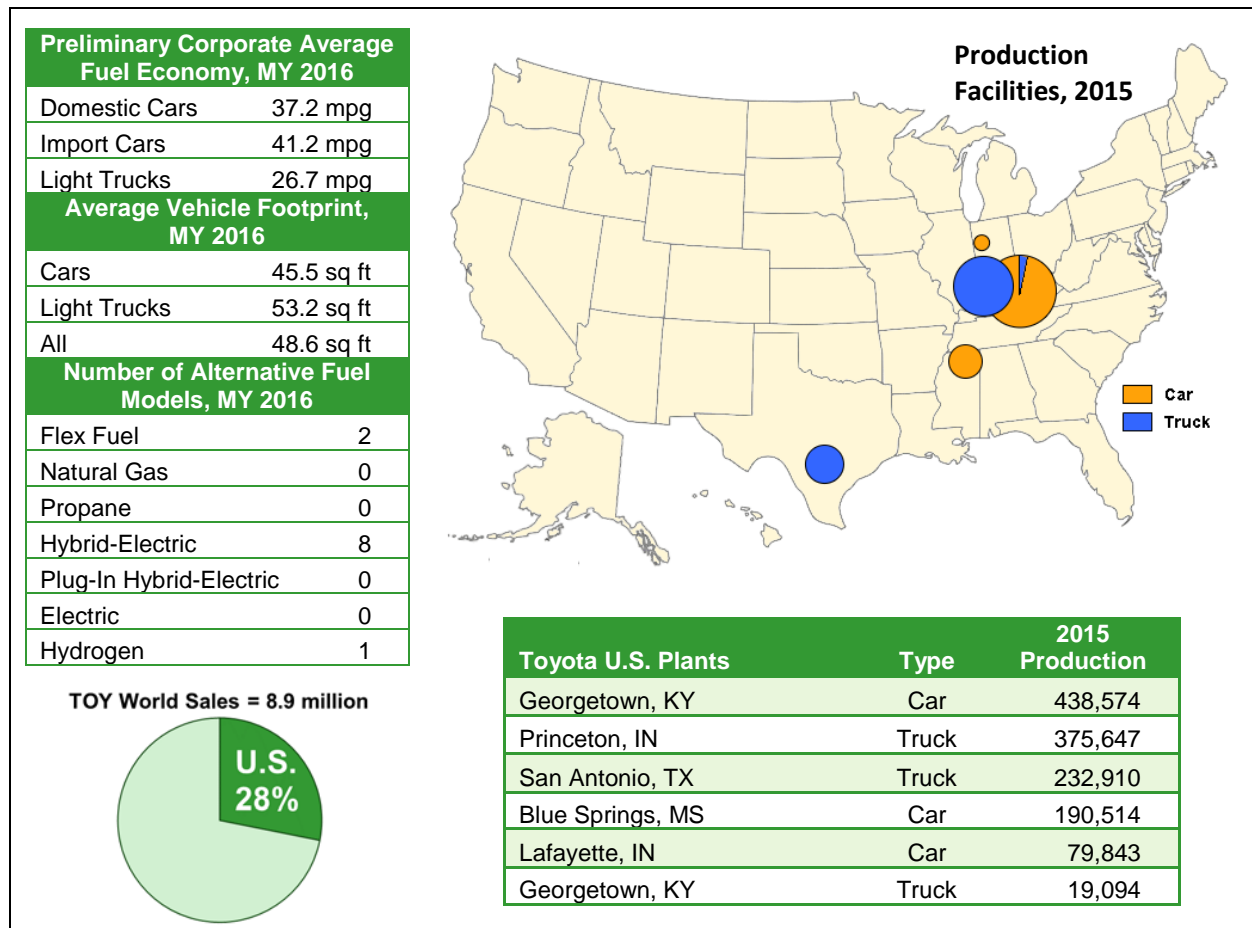 Preliminary Corporate Average
Fuel Economy, MY 2016
Domestic Cars 37.2 mpg
Import Cars 41.2 mpg
Light Trucks 26.7 mpg
Average Vehicle Footprint,
MY 2016
Cars 45.5 sq ft
Light Trucks 53.2 sq ft
All 48.6 sq ft
Number of Alternative Fuel
Models, MY 2016
Flex Fuel 2
Natural Gas 0
Propane 0
Hybrid-Electric 8
Plug-In Hybrid-Electric 0
Electric 0
Hydrogen 1
TOY World Sales = 8.9 million
U.S.
28%
Production
Facilities, 2015
Car
Truck
Toyota U.S. Plants Type 2015
Production
Georgetown, KY Car 438,574
Princeton, IN Truck 375,647
San Antonio, TX Truck 232,910
Blue Springs, MS Car 190,514
Lafayette, IN Car 79,843
Georgetown, KY Truck 19,094